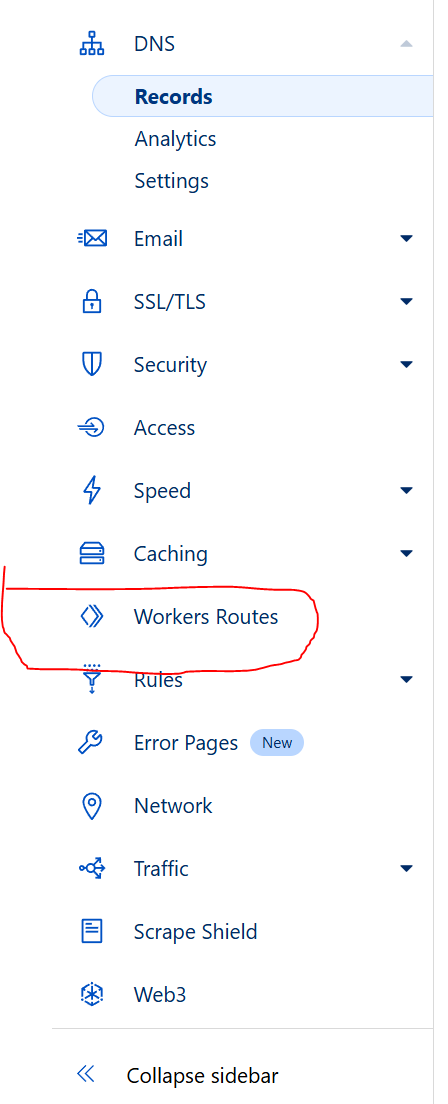 DNS
Records
Analytics
Settings
Email
SSL/TLS
Security
Access
Speed
Caching
Workers Routes
Rules
Error Pages New
Network
Traffic
Scrape Shield
Web3
Collapse sidebar